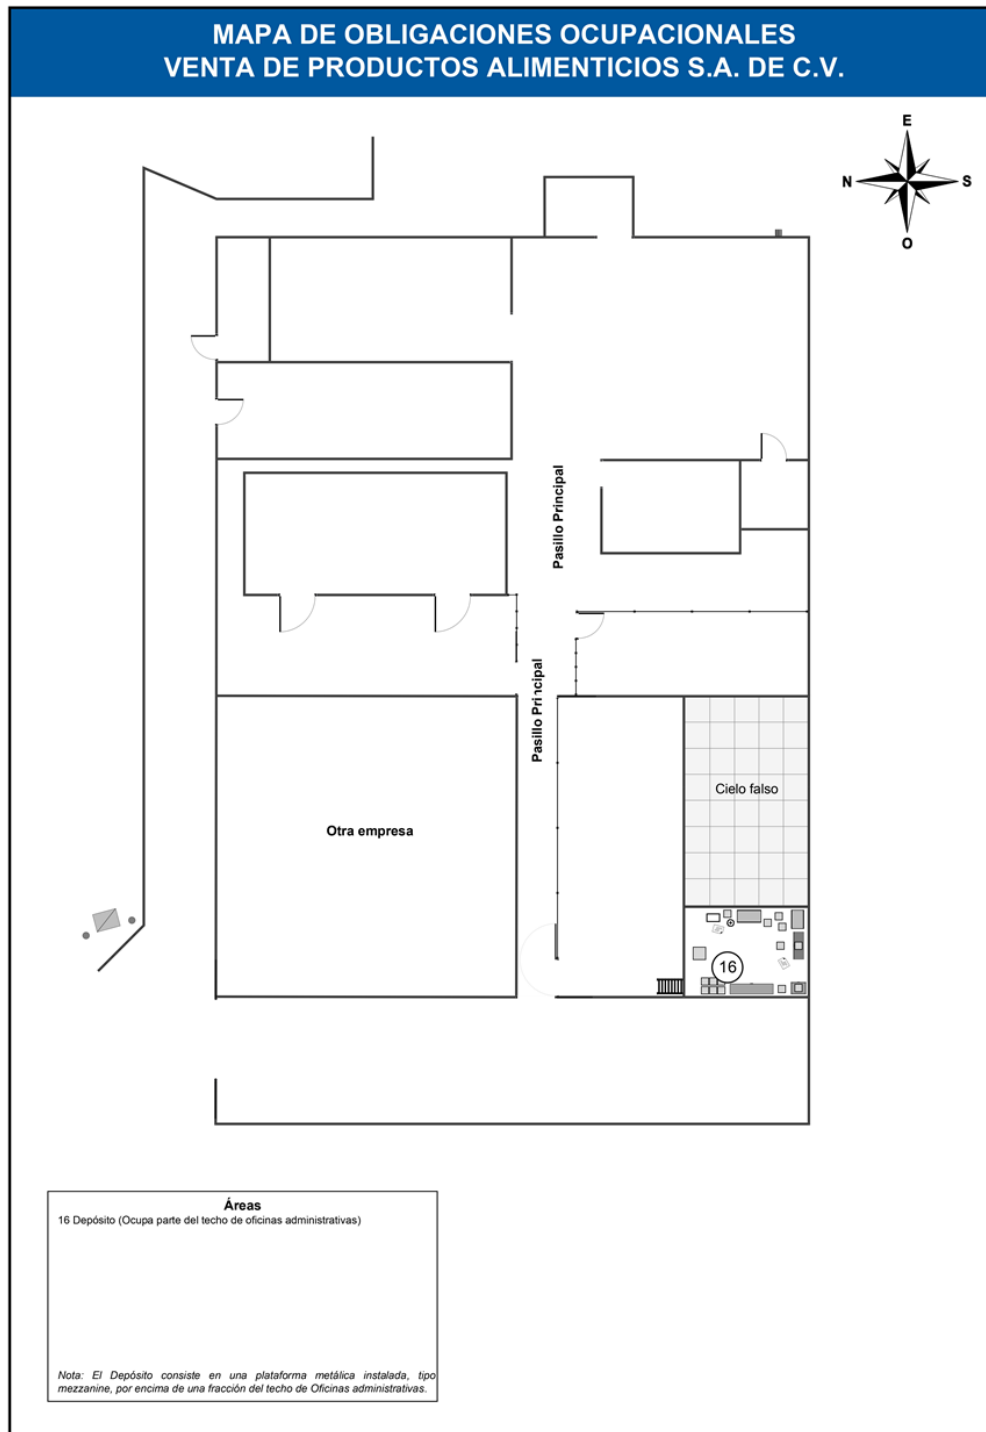 MAPA DE OBLIGACIONES OCUPACIONALES
VENTA DE PRODUCTOS ALIMENTICIOS S.A. DE C.V.
E
N
S
O
Pasillo Principal
Pasillo Principal
Cielo falso
Otra empresa
16
Áreas
16 Depósito (Ocupa parte del techo de oficinas administrativas)
Nota: El Depósito consiste en una plataforma metálica instalada, tipo
mezzanine, por encima de una fracción del techo de Oficinas administrativas.